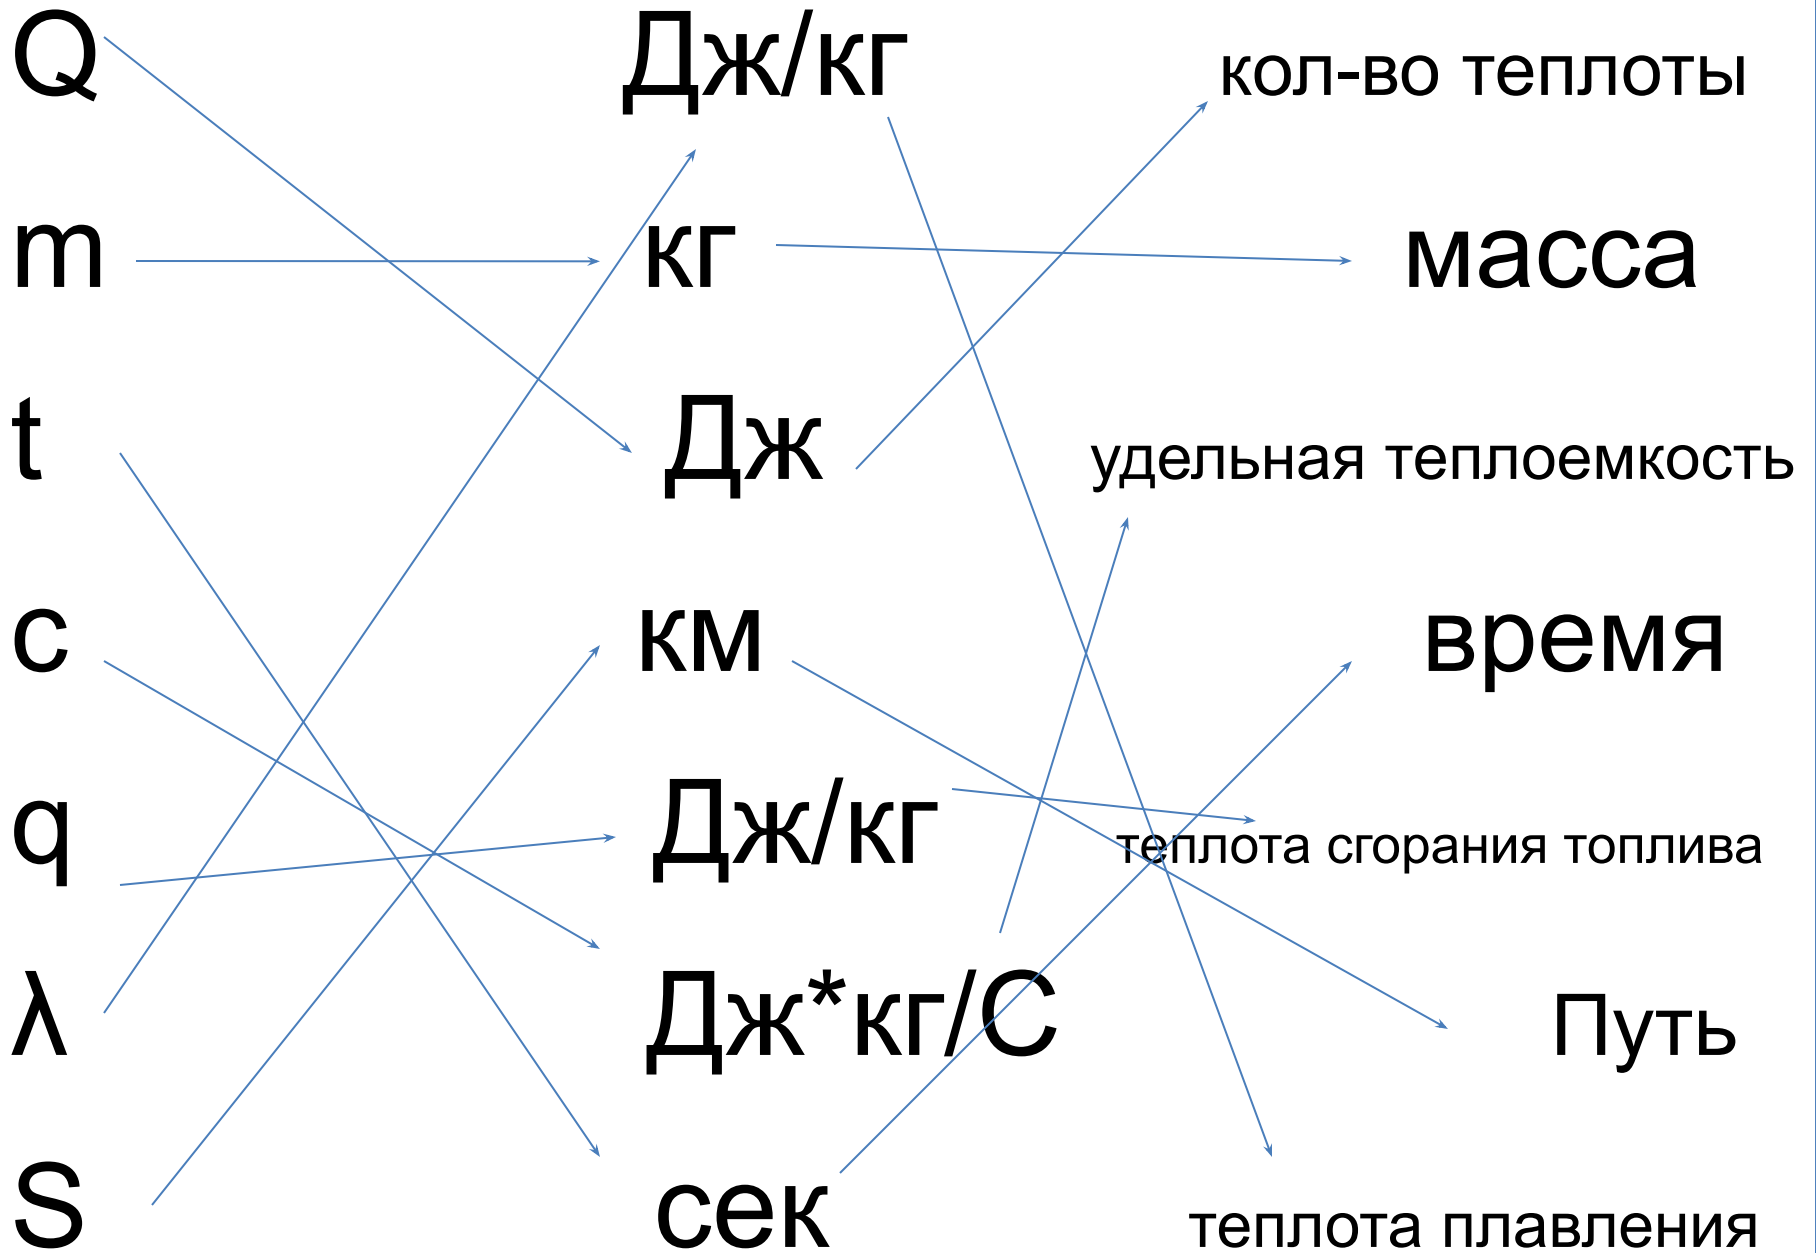 Q Дж/кг кол-во теплоты
m кг масса
t Дж удельная теплоемкость
c км время
q Дж/кг теплота сгорания топлива
λ Дж*кг/С Путь
S сек теплота плавления